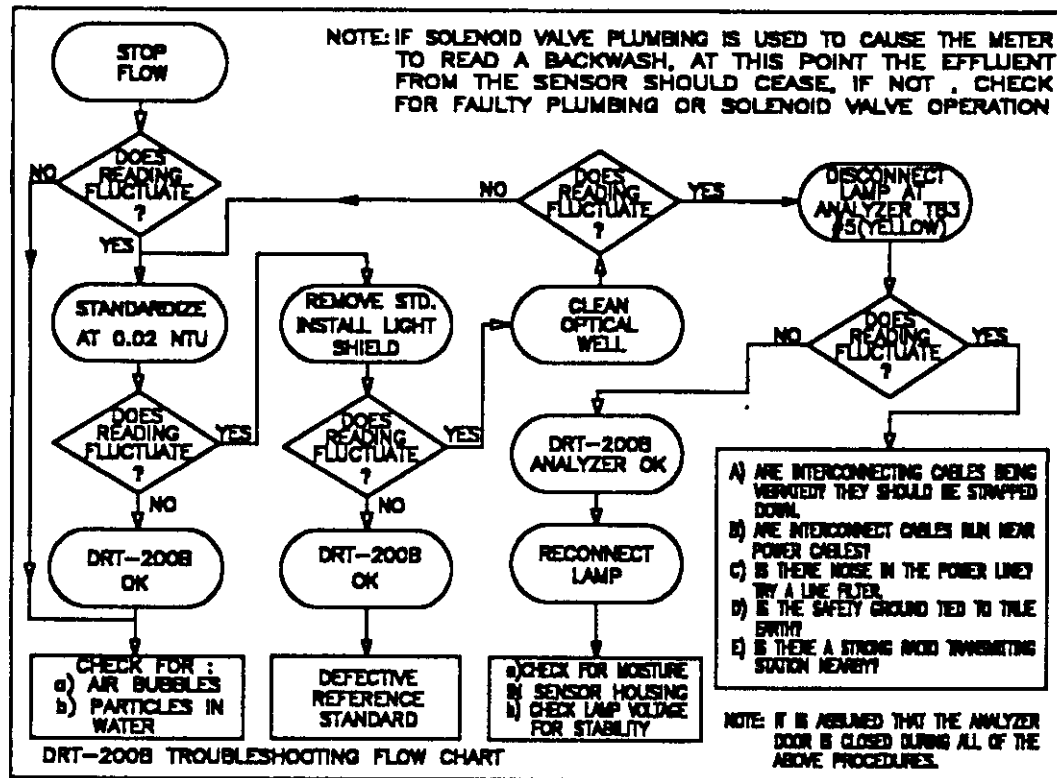 STOP
FLOW
NOTE: IF SOLENOID VALVE PLUMBING IS USED TO CAUSE THE METER
TO READ A BACKWASH, AT THIS POINT THE EFFLUENT
FROM THE SENSOR SHOULD CEASE, IF NOT , CHECK
FOR FAULTY PLUMBING OR SOLENOID VALVE OPERATION
NO
DOES
READING
FLUCTUATE
?
YES
NO
DOES
READING
FLUCTUATE
?
YES
DISCONNECT
LAMP AT
ANALYZER TB3
#5(YELLOW)
STANDARDIZE
AT 0.02 NTU
REMOVE STD.
INSTALL LIGHT
SHIELD
CLEAN
OPTICAL
WELL
NO
DOES
READING
FLUCTUATE
?
YES
DOES
READING
FLUCTUATE
?
YES
NO
DOES
READING
FLUCTUATE
?
YES
NO
DRT-200B
ANALYZER OK
DRT-200B
OK
DRT-200B
OK
RECONNECT
LAMP
A) ARE INTERCONNECTING CABLES BEING
VIBRATED? THEY SHOULD BE STRAPPED
DOWN.
B) ARE INTERCONNECT CABLES RUN NEAR
POWER CABLES?
C) IS THERE NOISE IN THE POWER LINE?
TRY A LINE FILTER.
D) IS THE SAFETY GROUND TIED TO TRUE
EARTH?
E) IS THERE A STRONG RADIO TRANSMITING
STATION NEARBY?
CHECK FOR :
a) AIR BUBBLES
b) PARTICLES IN
WATER
DEFECTIVE
REFERENCE
STANDARD
a)CHECK FOR MOISTURE
SENSOR HOUSING
b) CHECK LAMP VOLTAGE
FOR STABILITY
NOTE: IT IS ASSUMED THAT THE ANALYZER
DOOR IS CLOSED DURING ALL OF THE
ABOVE PROCEDURES.
DRT-200B TROUBLESHOOTING FLOW CHART